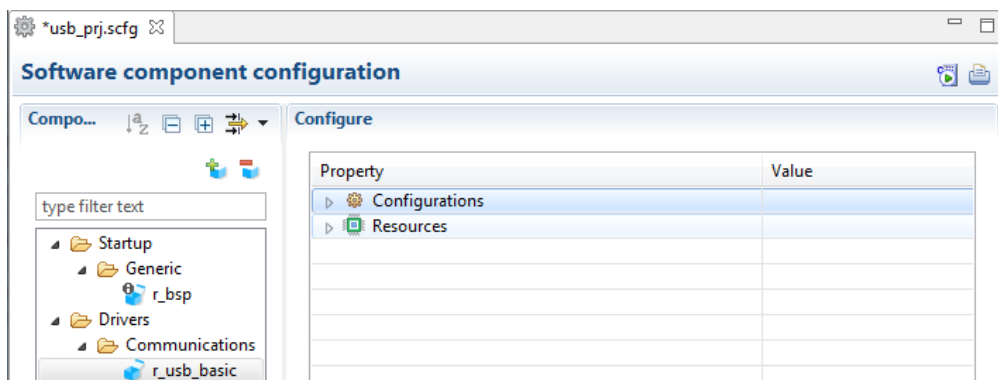 *usb_prj.scfg
Software component configuration
Compo...
Configure
type filter text
Startup
Generic
r_bsp
Drivers
Communications
r_usb_basic
Property Value
Configurations
Resources